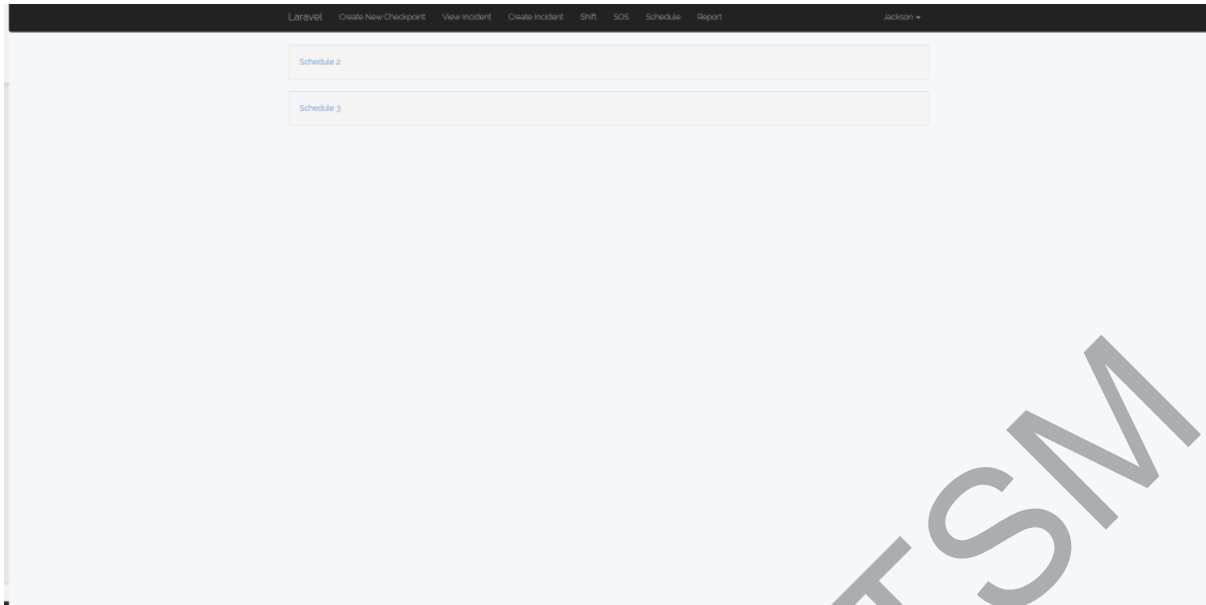 Laravel Create New Checkpoint View Incident Create Incident Shift SOS Schedule Report Jackson
Schedule 2
Schedule 3
TSM